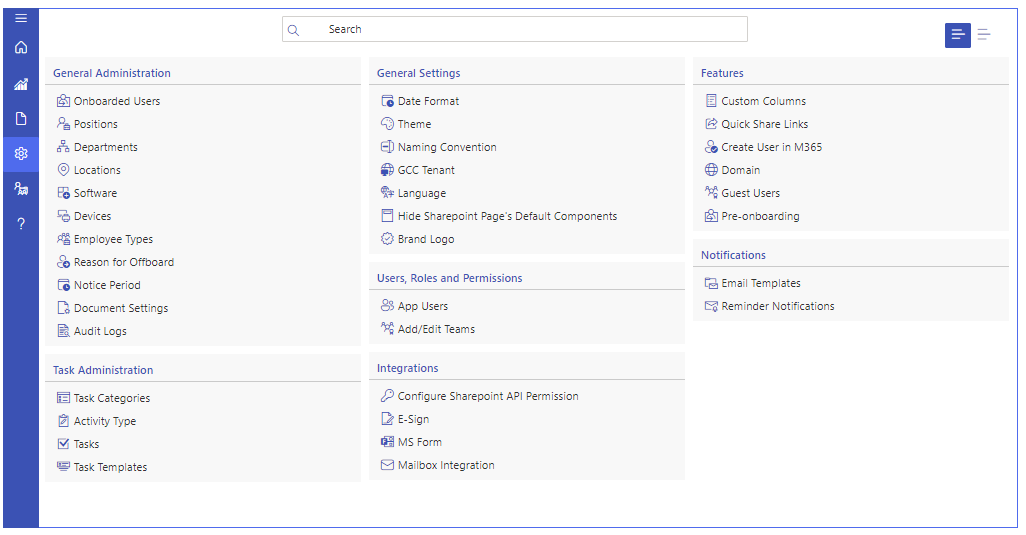 Search
General Administration
Onboarded Users
Positions
Departments
Locations
Software
Devices
Employee Types
Reason for Offboard
Notice Period
Document Settings
Audit Logs
Task Administration
Task Categories
Activity Type
Tasks
Task Templates
General Settings
Date Format
Theme
Naming Convention
GCC Tenant
Language
Hide Sharepoint Page's Default Components
Brand Logo
Users, Roles and Permissions
App Users
Add/Edit Teams
Integrations
Configure Sharepoint API Permission
E-Sign
MS Form
Mailbox Integration
Features
Custom Columns
Quick Share Links
Create User in M365
Domain
Guest Users
Pre-onboarding
Notifications
Email Templates
Reminder Notifications